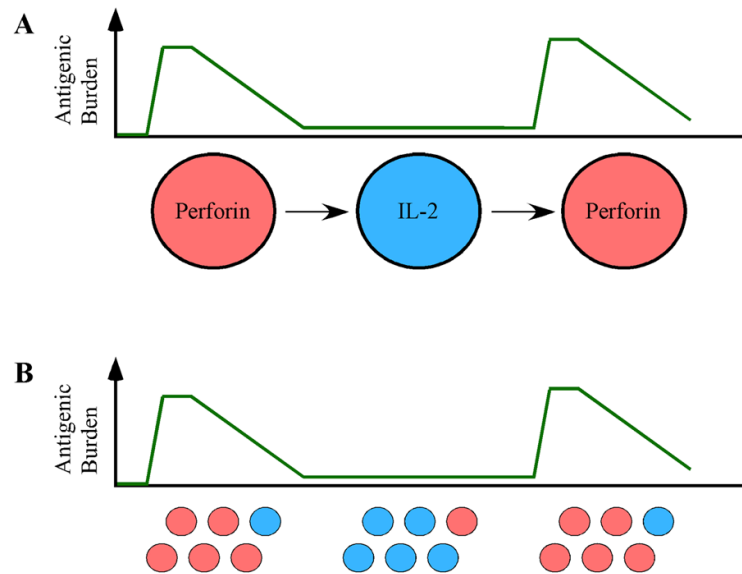 A
Antigenic
Burden
Perforin
IL-2
Perforin
B
Antigenic
Burden